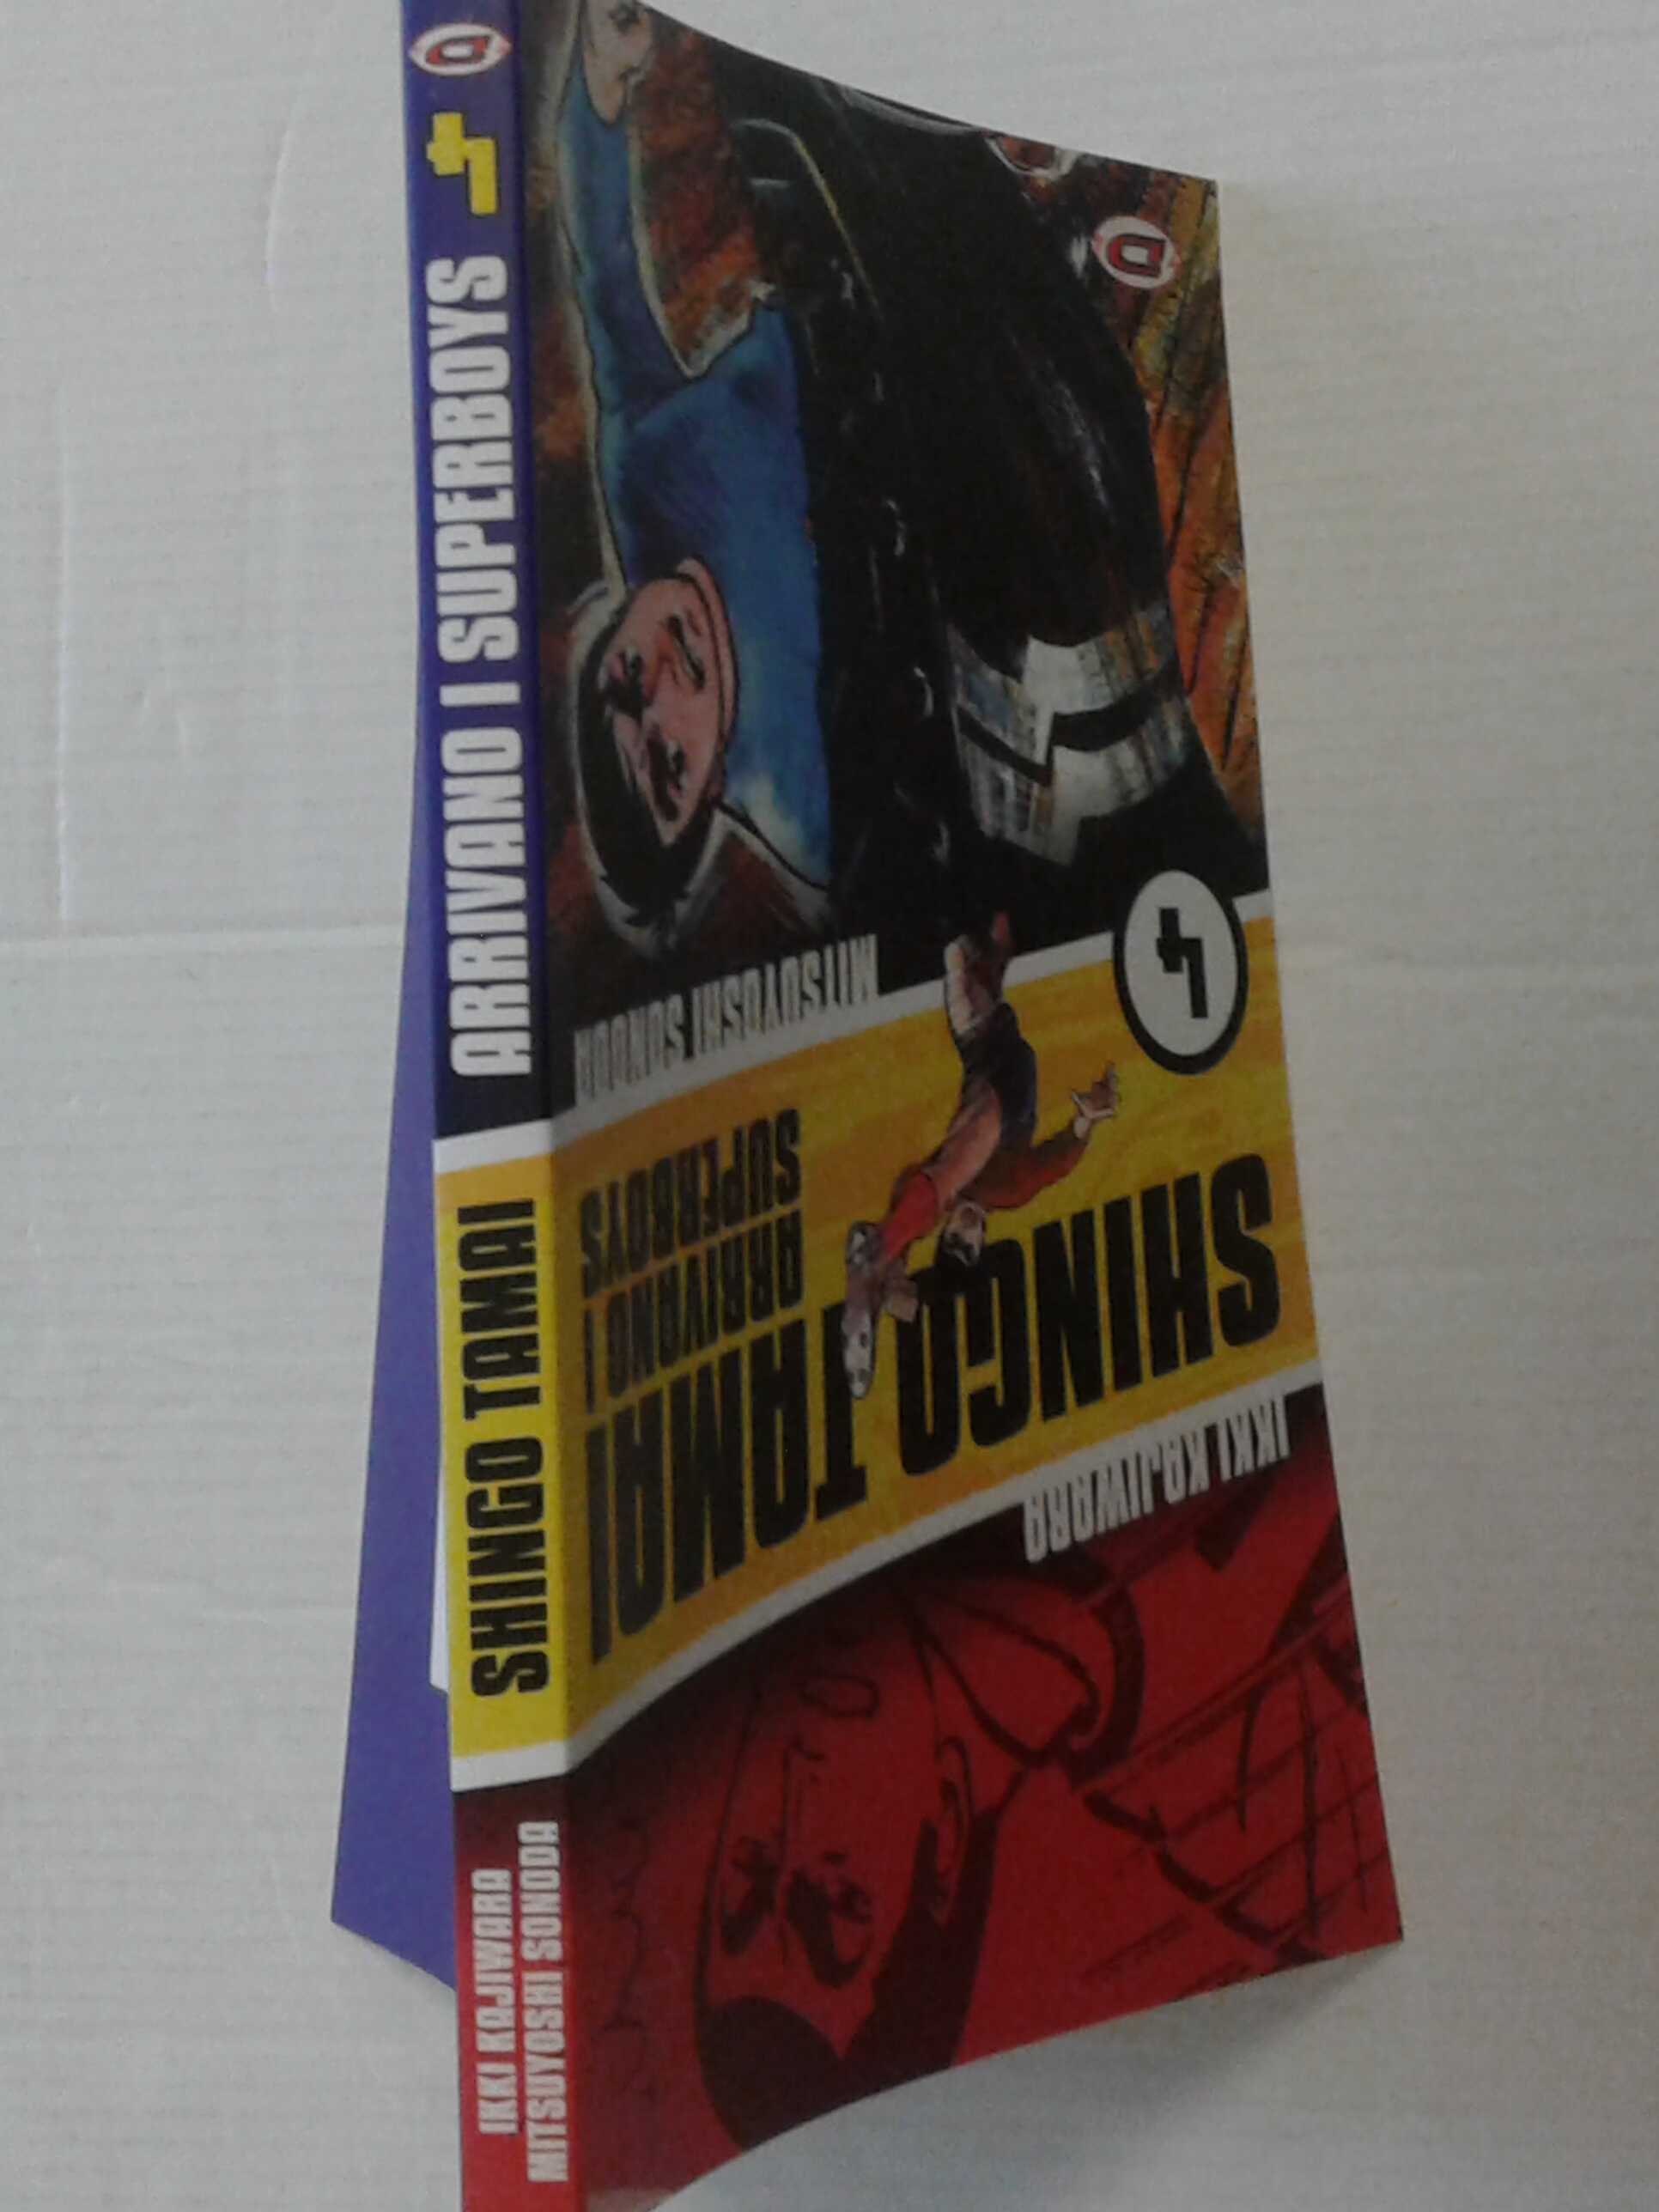 IKKI KAJIWARA
MITSUYOSHI SONODA
SHINGO TAMAI
ARRIVANO I SUPERBOYS
4
D
IKKI KAJIWARA
SHINGO TAMAI
ARRIVANO I
SUPERBOYS
4
MITSUYOSHI SONODA
D